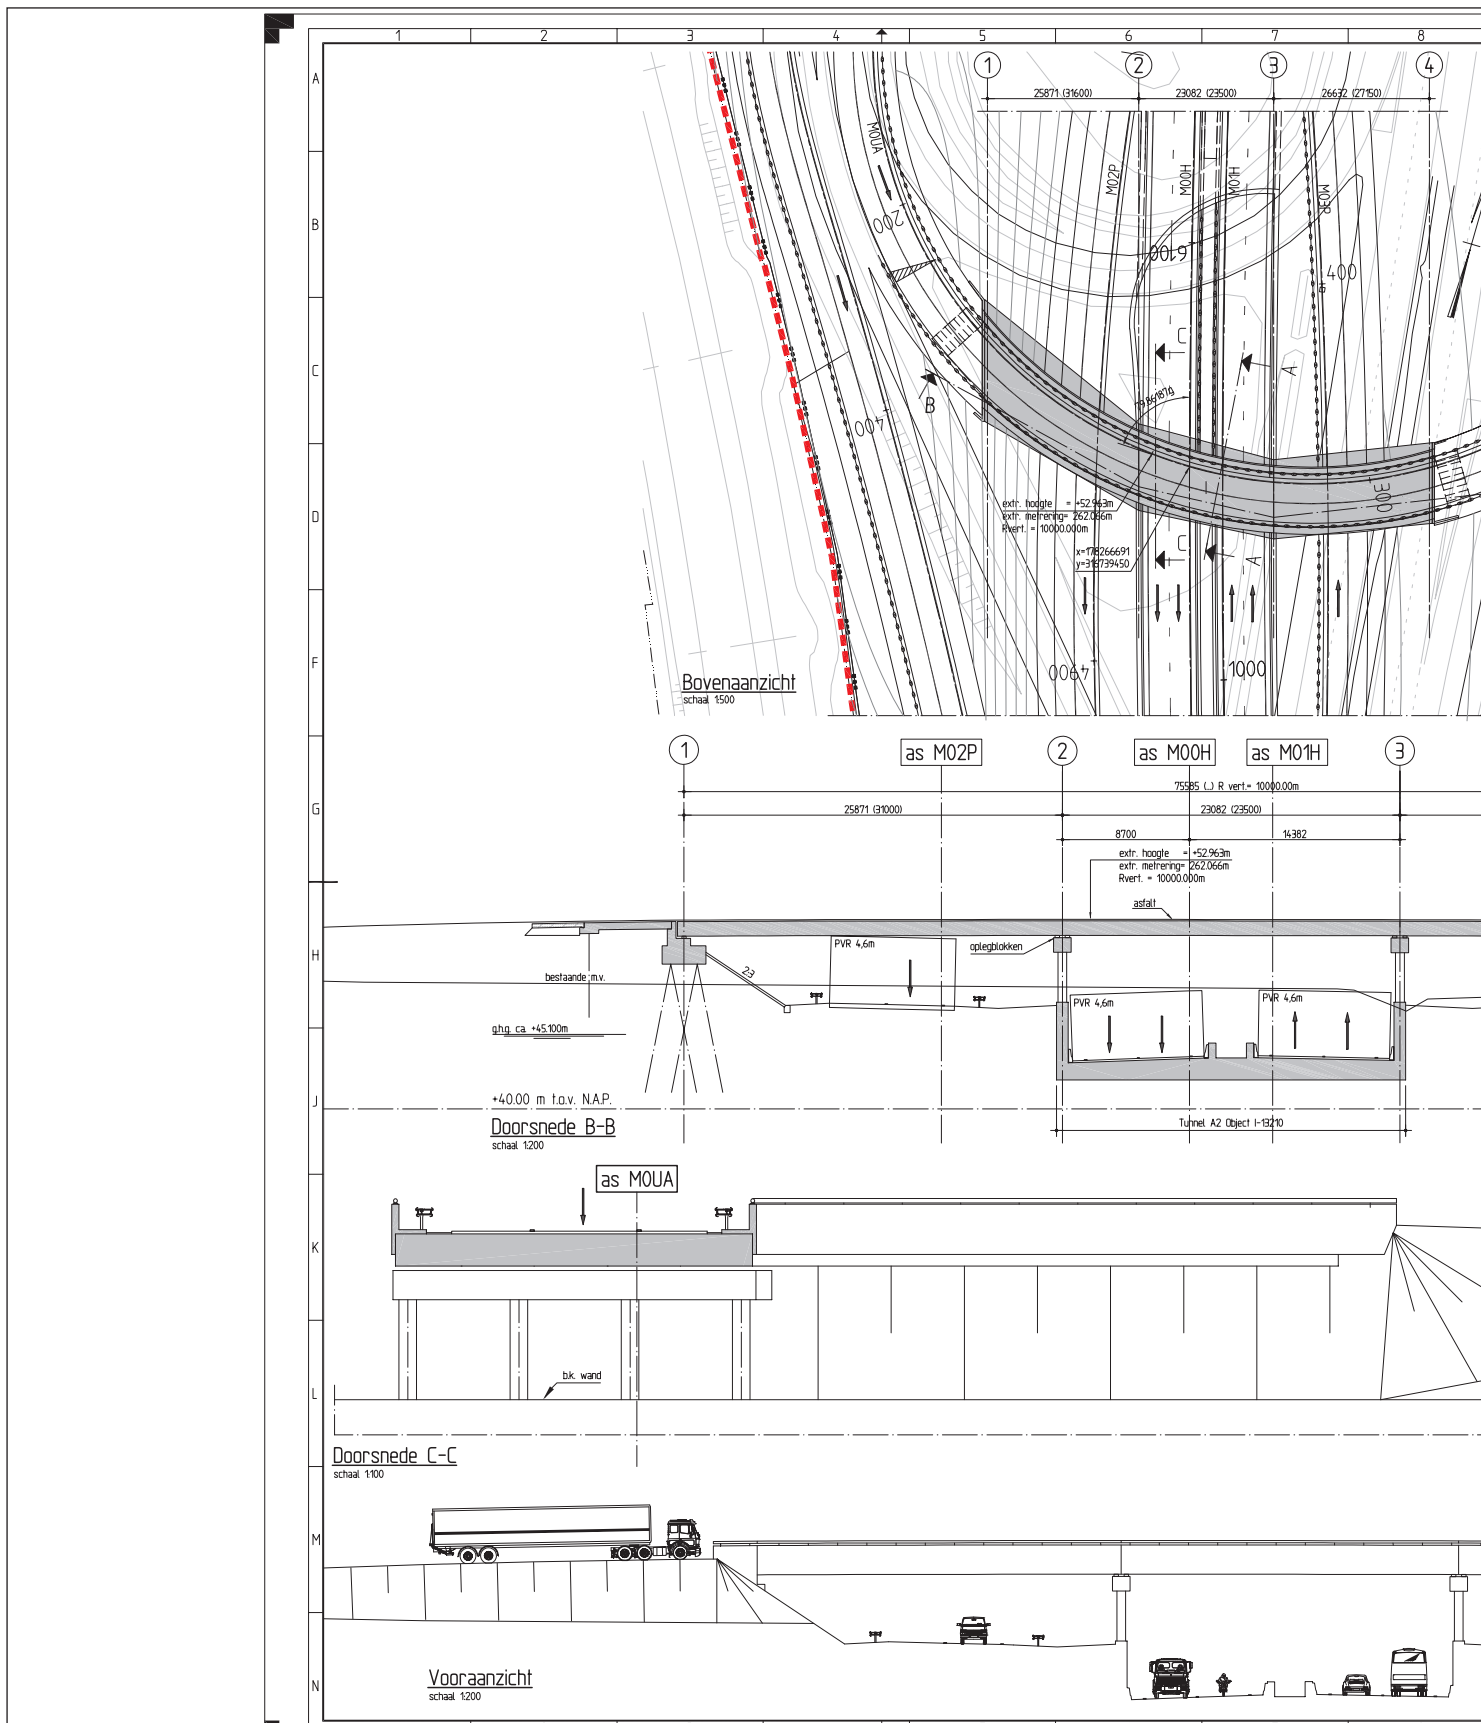 1 2 3 4 5 6 7 8
A
B
C
D
F
G
H
J
K
L
M
N
1 2 3 4
25871 (31600) 23082 (23500) 26632 (27150)
M0UA
M02P
M00H
M01H
M03P
200
6100
400
400
300
4900
1000
C
A
B
C
A
extr. hoogte = +52.963m
extr. metrering= 262.066m
Rvert. = 10000.000m
x=178266691
y=316739450
Bovenaanzicht
schaal 1:500
1 as M02P 2 as M00H as M01H 3
75585 (...) R vert.= 10000.00m
25871 (31000) 23082 (23500)
8700 14382
extr. hoogte = +52.963m
extr. metrering= 262.066m
Rvert. = 10000.000m
asfalt
oplegblokken
PVR 4,6m
2:3
bestaande m.v.
PVR 4,6m
PVR 4,6m
g.h.g. ca. +45.100m
+40.00 m t.o.v. N.A.P.
Doorsnede B-B
schaal 1:200
Tunnel A2 Object I-13210
as M0UA
b.k. wand
Doorsnede C-C
schaal 1:100
Vooraanzicht
schaal 1:200